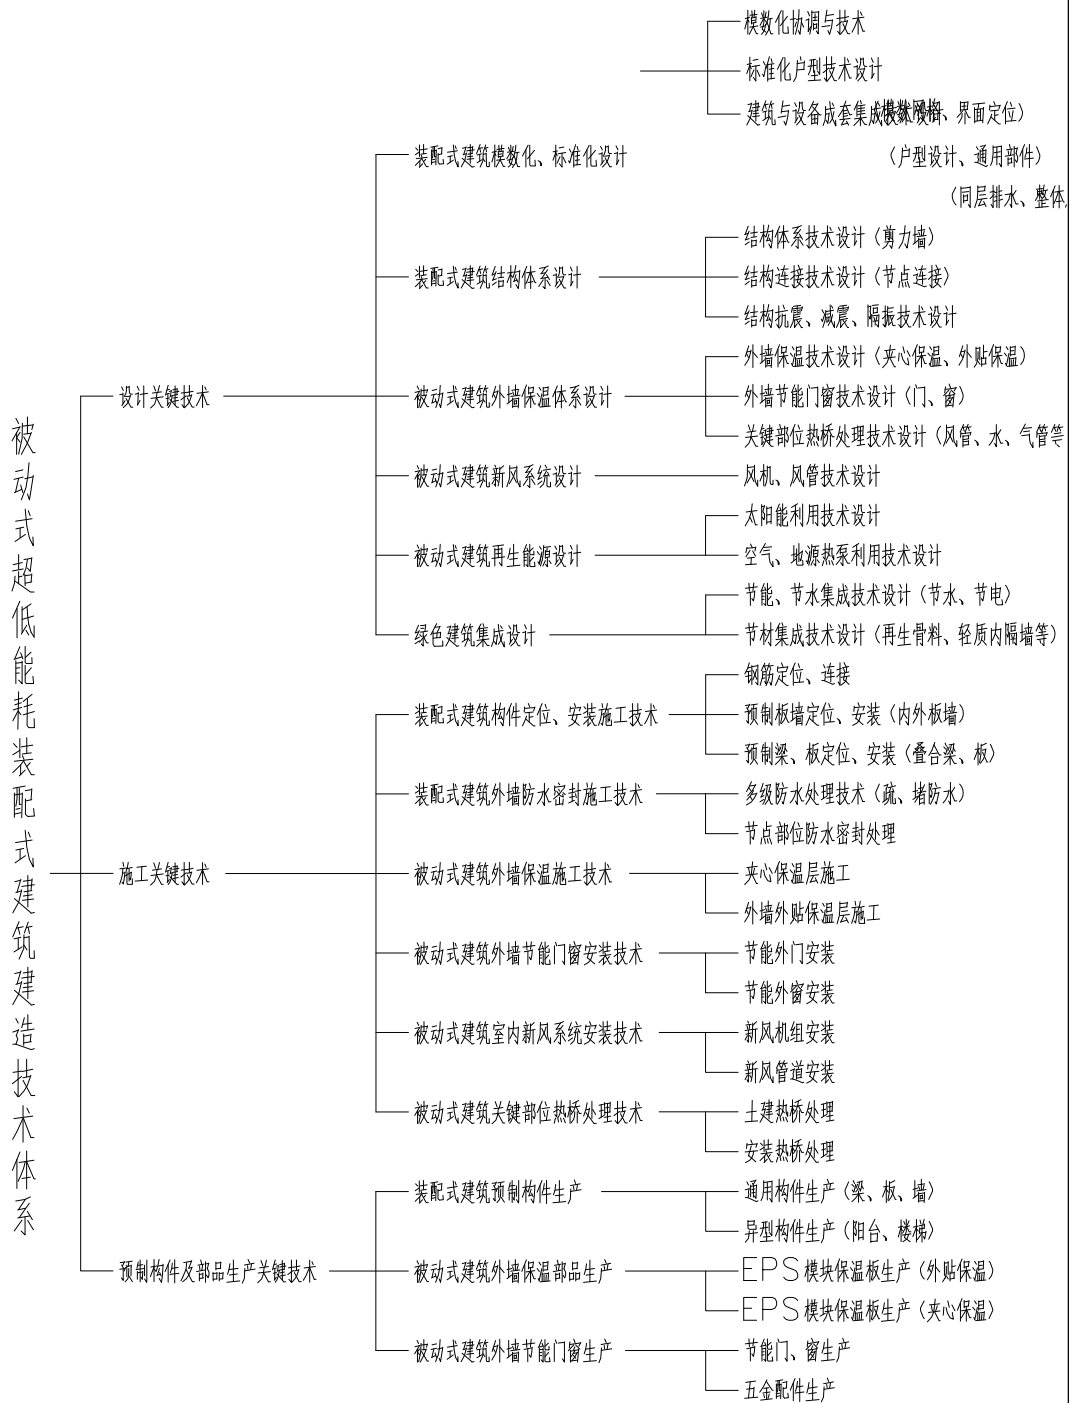 被动式超低能耗装配式建筑建造技术体系
设计关键技术
装配式建筑模数化、标准化设计
模数化协调与技术
(模数网格、界面定位)
标准化户型技术设计
(户型设计、通用部件)
建筑与设备成套集成技术设计
(同层排水、整体
装配式建筑结构体系设计
结构体系技术设计(剪力墙)
结构连接技术设计(节点连接)
结构抗震、减震、隔振技术设计
被动式建筑外墙保温体系设计
外墙保温技术设计(夹心保温、外贴保温)
外墙节能门窗技术设计(门、窗)
关键部位热桥处理技术设计(风管、水、气管等
被动式建筑新风系统设计
风机、风管技术设计
被动式建筑再生能源设计
太阳能利用技术设计
空气、地源热泵利用技术设计
绿色建筑集成设计
节能、节水集成技术设计(节水、节电)
节材集成技术设计(再生骨料、轻质内隔墙等)
施工关键技术
装配式建筑构件定位、安装施工技术
钢筋定位、连接
预制板墙定位、安装(内外板墙)
预制梁、板定位、安装(叠合梁、板)
装配式建筑外墙防水密封施工技术
多级防水处理技术(疏、堵防水)
节点部位防水密封处理
被动式建筑外墙保温施工技术
夹心保温层施工
外墙外贴保温层施工
被动式建筑外墙节能门窗安装技术
节能外门安装
节能外窗安装
被动式建筑室内新风系统安装技术
新风机组安装
新风管道安装
被动式建筑关键部位热桥处理技术
土建热桥处理
安装热桥处理
预制构件及部品生产关键技术
装配式建筑预制构件生产
通用构件生产(梁、板、墙)
异型构件生产(阳台、楼梯)
被动式建筑外墙保温部品生产
EPS模块保温板生产(外贴保温)
EPS模块保温板生产(夹心保温)
被动式建筑外墙节能门窗生产
节能门、窗生产
五金配件生产